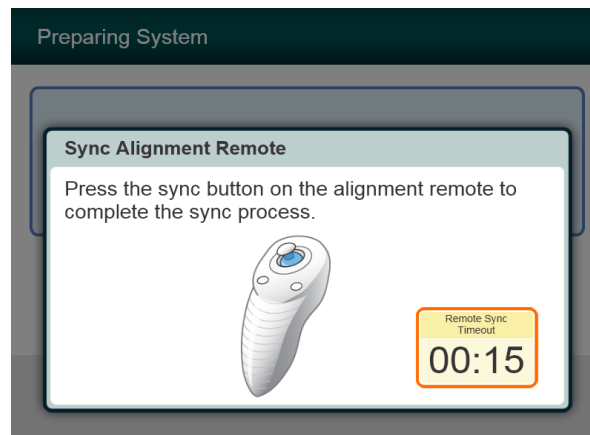 Preparing System
Sync Alignment Remote
Press the sync button on the alignment remote to
complete the sync process.
Remote Sync
Timeout
00:15